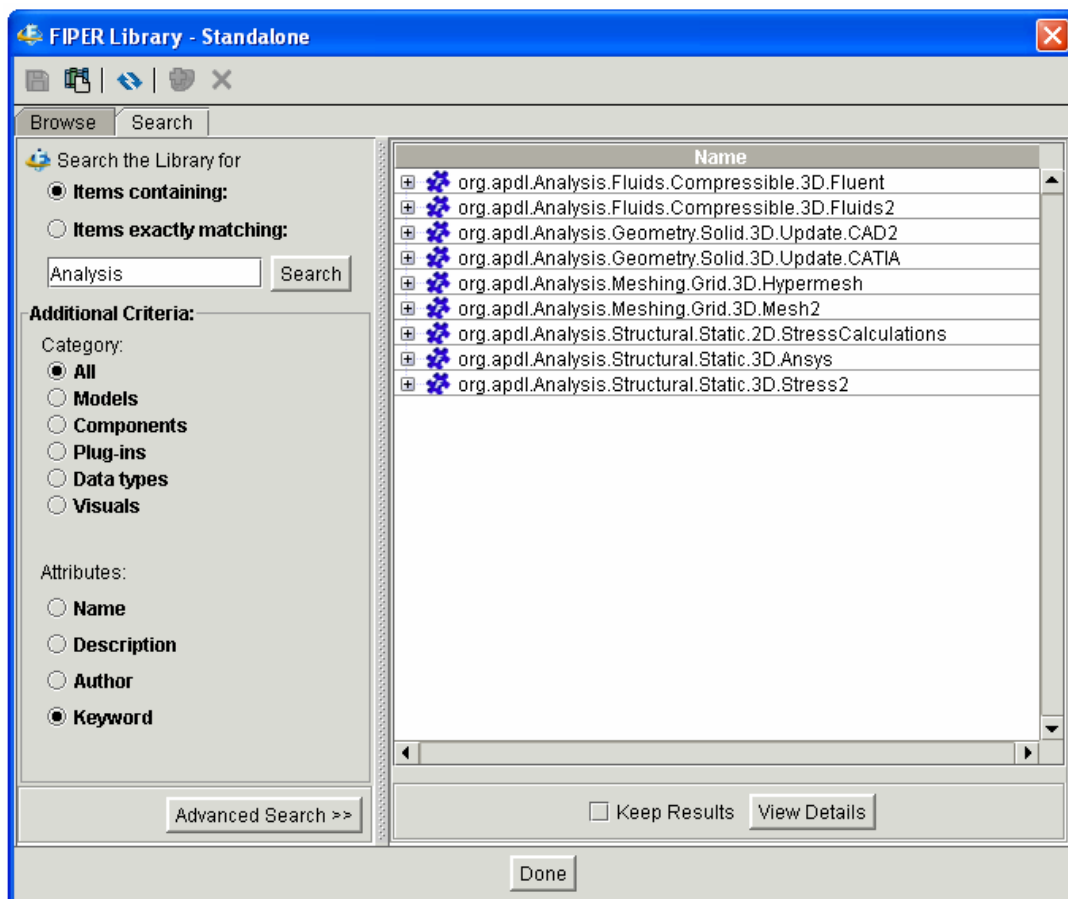 FIPER Library - Standalone
Browse
Search
Search the Library for
Items containing:
Items exactly matching:
Analysis
Search
Additional Criteria:
Category:
All
Models
Components
Plug-ins
Data types
Visuals
Attributes:
Name
Description
Author
Keyword
Advanced Search >>
Name
org.apdl.Analysis.Fluids.Compressible.3D.Fluent
org.apdl.Analysis.Fluids.Compressible.3D.Fluids2
org.apdl.Analysis.Geometry.Solid.3D.Update.CAD2
org.apdl.Analysis.Geometry.Solid.3D.Update.CATIA
org.apdl.Analysis.Meshing.Grid.3D.Hypermesh
org.apdl.Analysis.Meshing.Grid.3D.Mesh2
org.apdl.Analysis.Structural.Static.2D.StressCalculations
org.apdl.Analysis.Structural.Static.3D.Ansys
org.apdl.Analysis.Structural.Static.3D.Stress2
Keep Results
View Details
Done